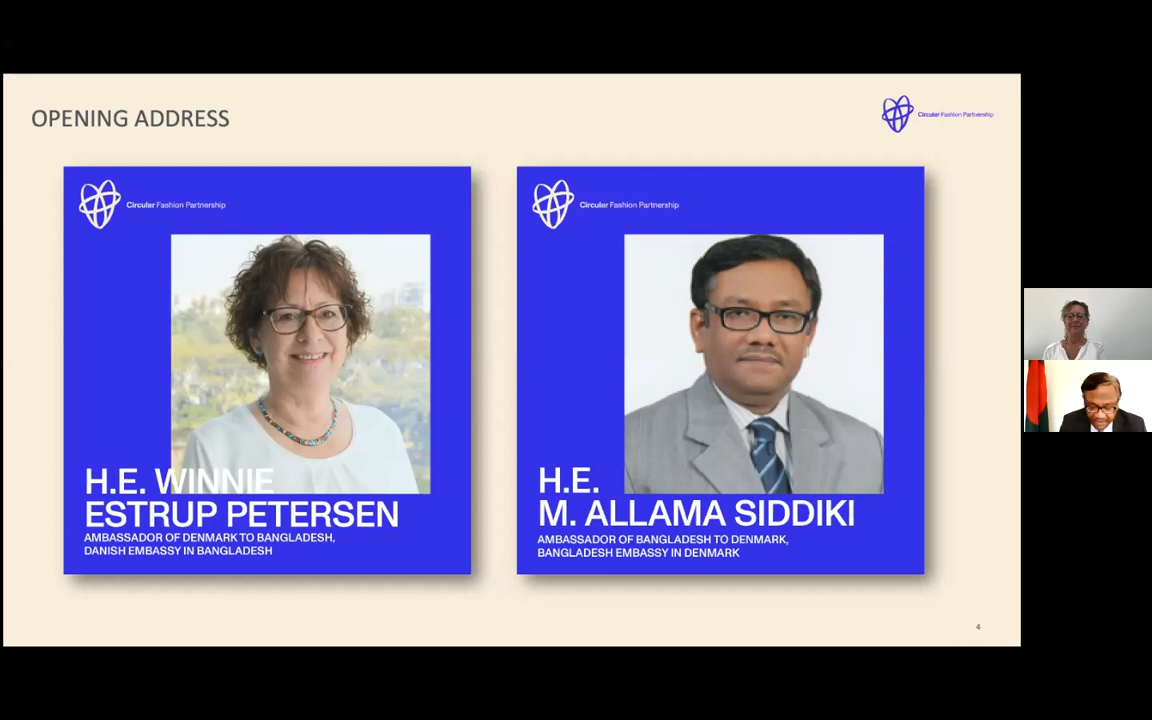 OPENING ADDRESS
Circular Fashion Partnership
Circular Fashion Partnership
H.E. WINNIE
ESTRUP PETERSEN
AMBASSADOR OF DENMARK TO BANGLADESH,
DANISH EMBASSY IN BANGLADESH
Circular Fashion Partnership
H.E.
M. ALLAMA SIDDIKI
AMBASSADOR OF BANGLADESH TO DENMARK,
BANGLADESH EMBASSY IN DENMARK
4